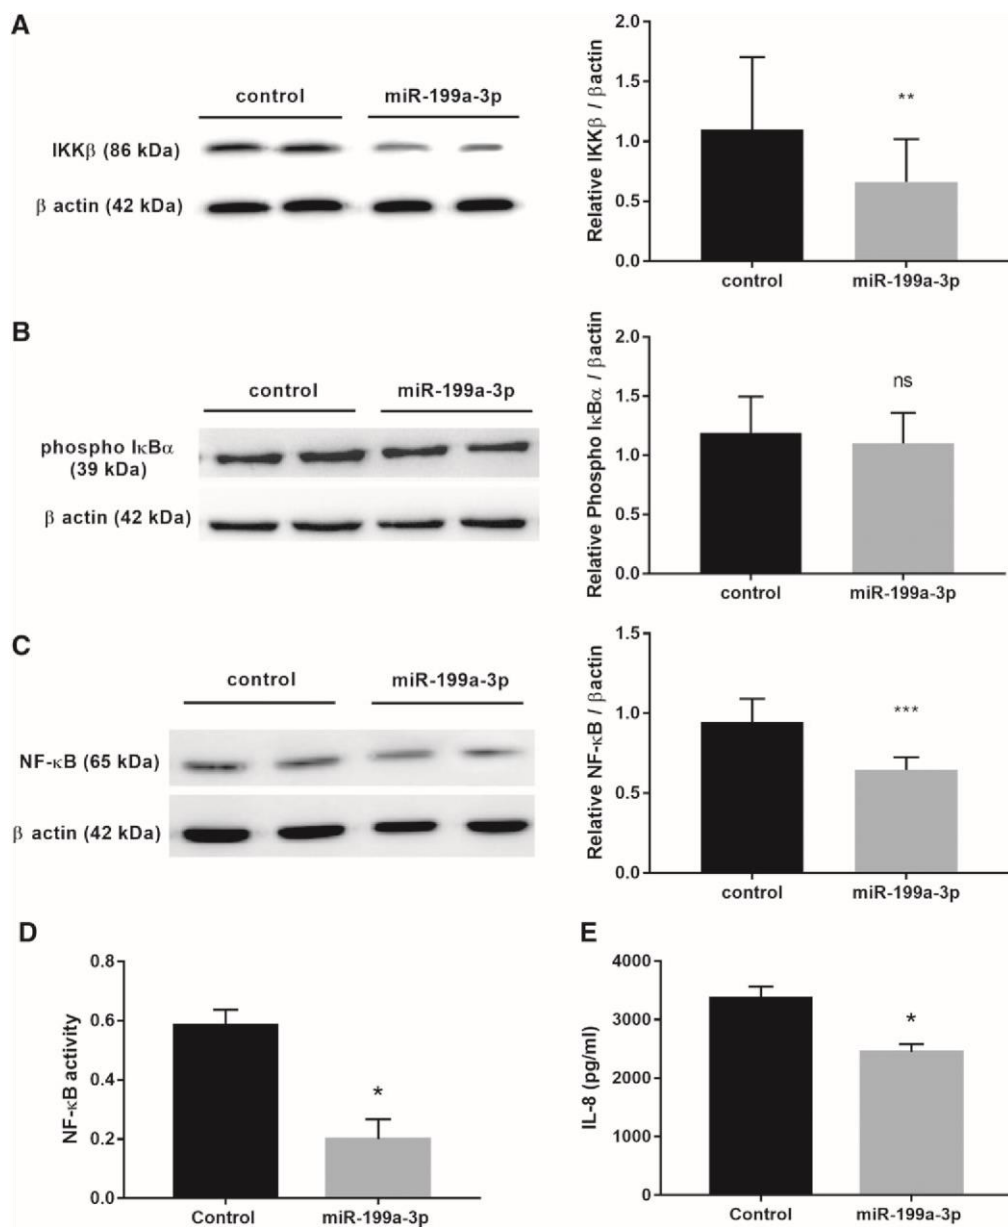 A
control miR-199a-3p
IKKβ (86 kDa)
β actin (42 kDa)
Relative IKKβ / βactin
2.0
1.5
1.0
0.5
0.0
**
control miR-199a-3p
B
control miR-199a-3p
phospho IκBα
(39 kDa)
β actin (42 kDa)
Relative Phospho IκBα / βactin
2.0
1.5
1.0
0.5
0.0
ns
control miR-199a-3p
C
control miR-199a-3p
NF-κB (65 kDa)
β actin (42 kDa)
Relative NF-κB / βactin
1.5
1.0
0.5
0.0
***
control miR-199a-3p
D
NF-κB activity
0.8
0.6
0.4
0.2
0.0
*
Control miR-199a-3p
E
IL-8 (pg/ml)
4000
3000
2000
1000
0
*
Control miR-199a-3p